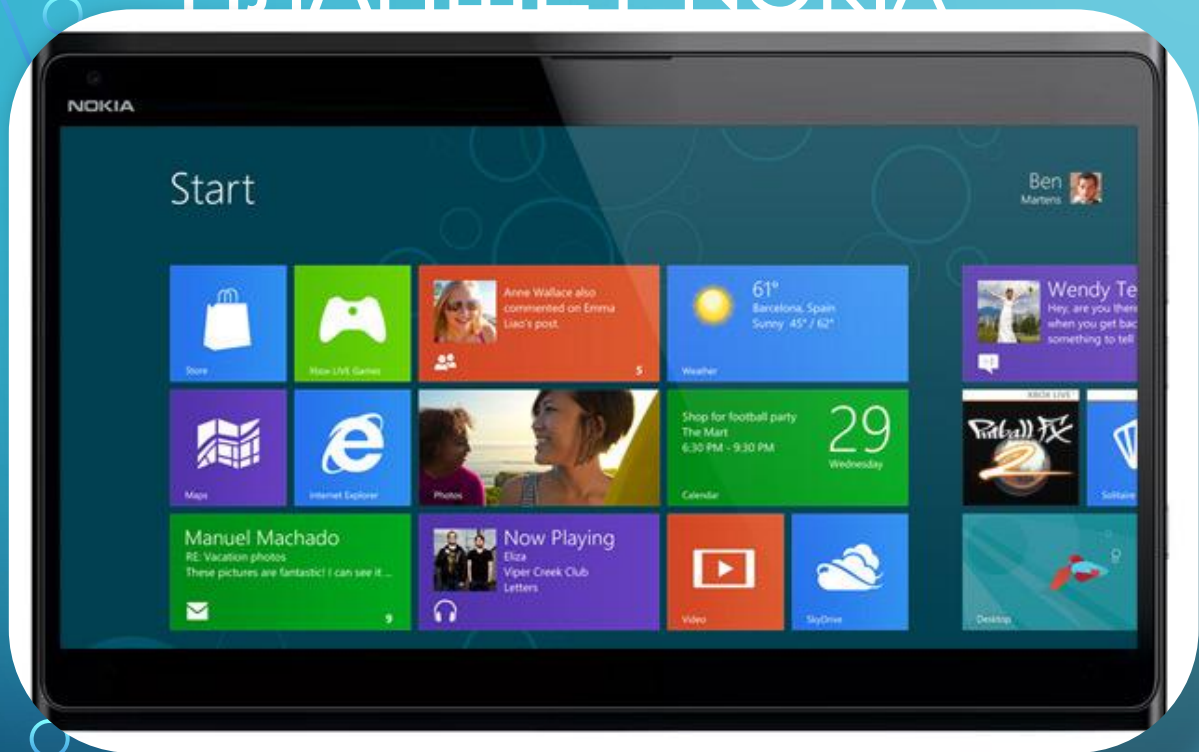 ПЛАНШЕТ NOKIA
NOKIA
Start
Ben
Martens
Store
Xbox LIVE Games
Anne Wallace also
commented on Emma
Liao's post
5
61°
Barcelona, Spain
Sunny 45° / 62°
Weather
Wendy Te
Hey, are you there
when you get bac
something to tell
Maps
Internet Explorer
Photos
Shop for football party
The Mart
6:30 PM - 9:30 PM
29
Wednesday
Calendar
XBOX LIVE
Pinball FX
2
Solitaire
Manuel Machado
RE: Vacation photos
These pictures are fantastic! I can see it ...
9
Now Playing
Eliza
Viper Creek Club
Letters
Video
SkyDrive
Desktop